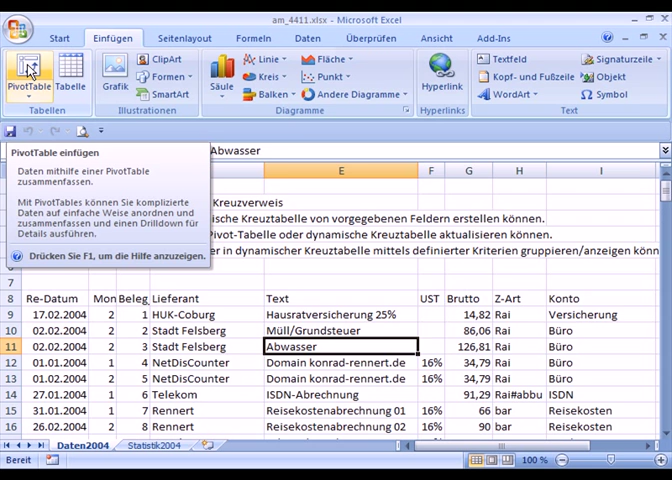 am_4411.xlsx - Microsoft Excel
Start Einfügen Seitenlayout Formeln Daten Überprüfen Ansicht Add-Ins
PivotTable Tabelle Grafik ClipArt Formen SmartArt Säule Linie Kreis Balken Fläche Punkt Andere Diagramme Hyperlink Textfeld Kopf- und Fußzeile WordArt Signaturzeile Objekt Symbol
Tabellen Illustrationen Diagramme Hyperlinks Text
Abwasser
PivotTable einfügen
Daten mithilfe einer PivotTable
zusammenfassen.
Mit PivotTables können Sie komplizierte
Daten auf einfache Weise anordnen und
zusammenfassen und einen Drilldown für
Details ausführen.
Drücken Sie F1, um die Hilfe anzuzeigen.
E F G H I
Kreuzverweis
ische Kreuztabelle von vorgegebenen Feldern erstellen können.
Pivot-Tabelle oder dynamische Kreuztabelle aktualisieren können.
er in dynamischer Kreuztabelle mittels definierter Kriterien gruppieren/anzeigen könn
7
8 Re-Datum Mon Beleg Lieferant Text UST Brutto Z-Art Konto
9 17.02.2004 2 1 HUK-Coburg Hausratversicherung 25% 14,82 Rai Versicherung
10 02.02.2004 2 2 Stadt Felsberg Müll/Grundsteuer 86,06 Rai Büro
11 02.02.2004 2 3 Stadt Felsberg Abwasser 126,81 Rai Büro
12 01.01.2004 1 4 NetDisCounter Domain konrad-rennert.de 16% 34,79 Rai Büro
13 01.02.2004 2 5 NetDisCounter Domain konrad-rennert.de 16% 34,79 Rai Büro
14 26.01.2004 1 6 Telekom ISDN-Abrechnung 91,29 Rai#abbu ISDN
15 31.01.2004 1 7 Rennert Reisekostenabrechnung 01 16% 66 bar Reisekosten
16 26.02.2004 2 8 Rennert Reisekostenabrechnung 02 16% 90 bar Reisekosten
Daten2004 Statistik2004
Bereit 100 %